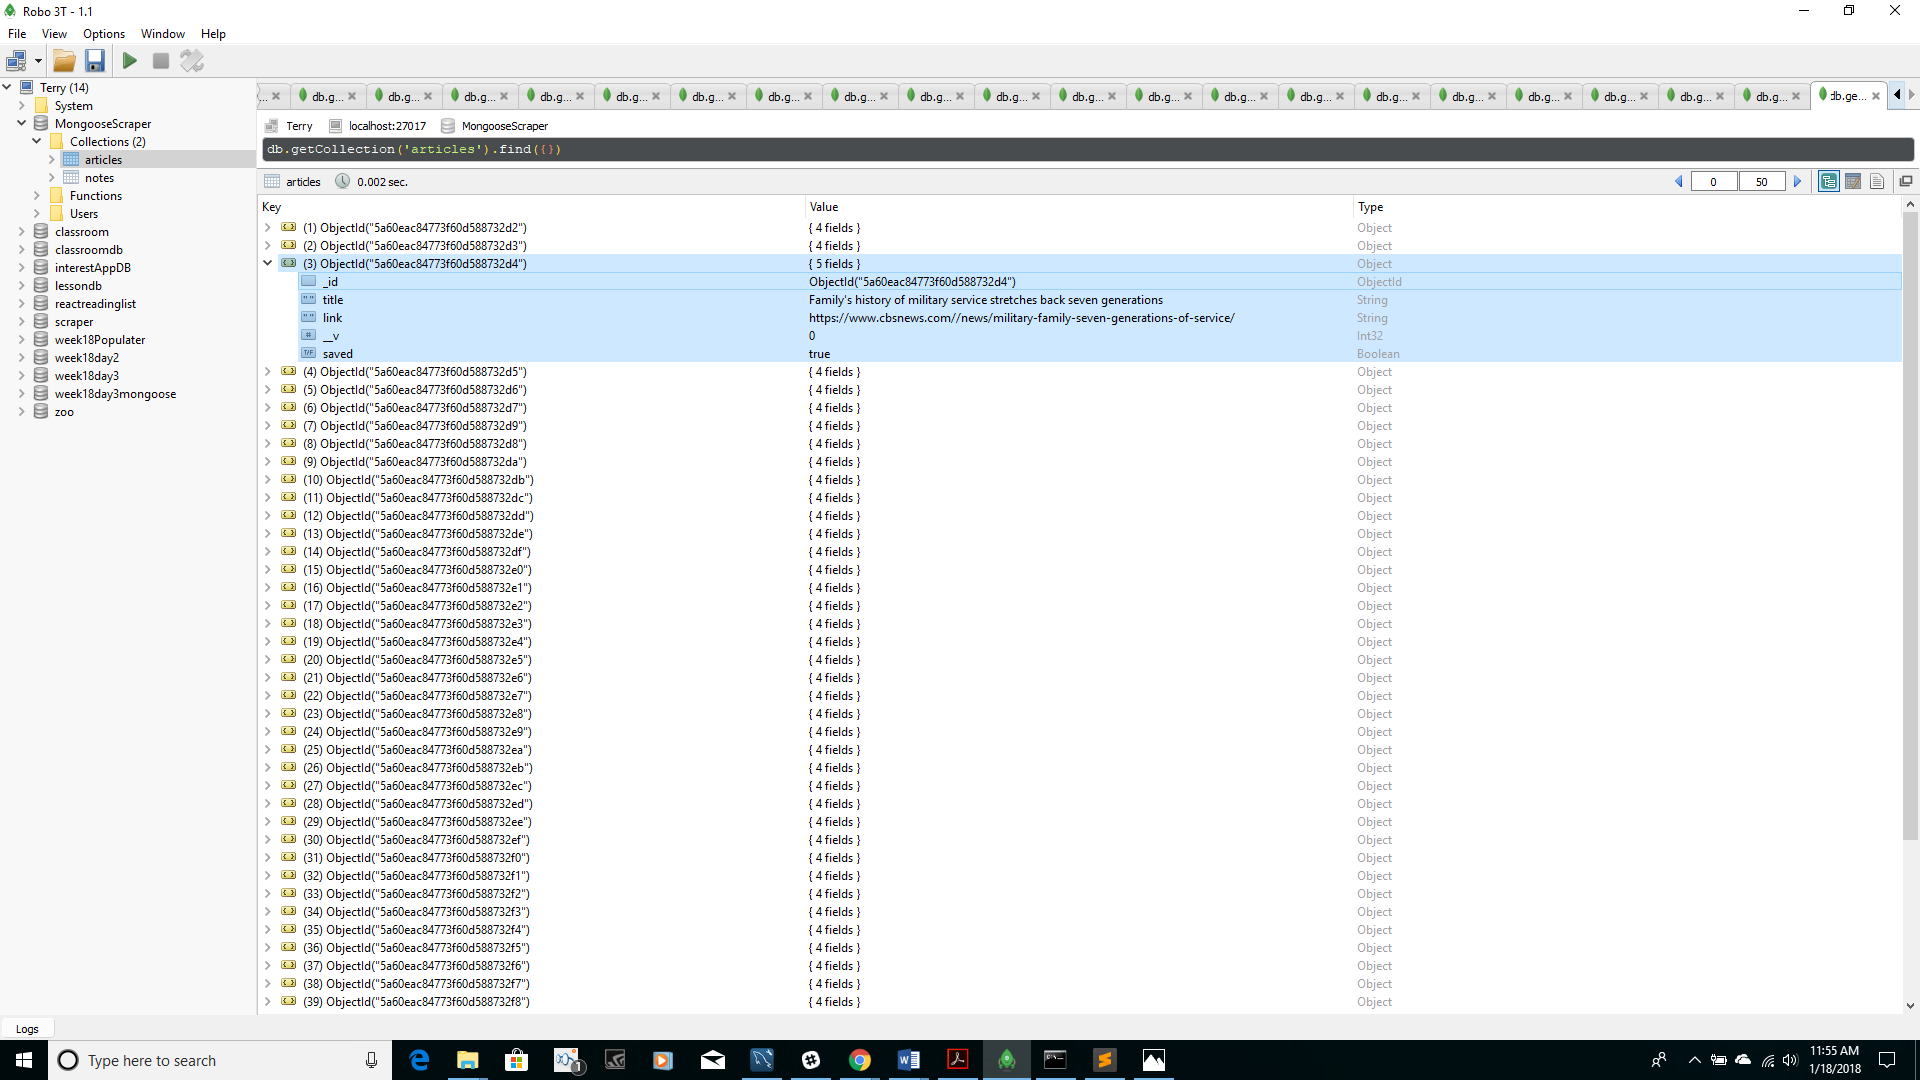 Robo 3T - 1.1
File View Options Window Help
Terry (14)
System
MongooseScraper
Collections (2)
articles
notes
Functions
Users
classroom
classroomdb
interestAppDB
lessondb
reactreadinglist
scraper
week18Populater
week18day2
week18day3
week18day3mongoose
zoo
... db.g... db.g... db.g... db.g... db.g... db.g... db.g... db.g... db.g... db.g... db.g... db.g... db.g... db.g... db.g... db.g... db.g... db.g... db.g... db.g... db.ge...
Terry localhost:27017 MongooseScraper
db.getCollection('articles').find({})
articles 0.002 sec. 0 50
Key Value Type
(1) ObjectId("5a60eac84773f60d588732d2") { 4 fields } Object
(2) ObjectId("5a60eac84773f60d588732d3") { 4 fields } Object
(3) ObjectId("5a60eac84773f60d588732d4") { 5 fields } Object
_id ObjectId("5a60eac84773f60d588732d4") ObjectId
title Family's history of military service stretches back seven generations String
link https://www.cbsnews.com//news/military-family-seven-generations-of-service/ String
__v 0 Int32
saved true Boolean
(4) ObjectId("5a60eac84773f60d588732d5") { 4 fields } Object
(5) ObjectId("5a60eac84773f60d588732d6") { 4 fields } Object
(6) ObjectId("5a60eac84773f60d588732d7") { 4 fields } Object
(7) ObjectId("5a60eac84773f60d588732d9") { 4 fields } Object
(8) ObjectId("5a60eac84773f60d588732d8") { 4 fields } Object
(9) ObjectId("5a60eac84773f60d588732da") { 4 fields } Object
(10) ObjectId("5a60eac84773f60d588732db") { 4 fields } Object
(11) ObjectId("5a60eac84773f60d588732dc") { 4 fields } Object
(12) ObjectId("5a60eac84773f60d588732dd") { 4 fields } Object
(13) ObjectId("5a60eac84773f60d588732de") { 4 fields } Object
(14) ObjectId("5a60eac84773f60d588732df") { 4 fields } Object
(15) ObjectId("5a60eac84773f60d588732e0") { 4 fields } Object
(16) ObjectId("5a60eac84773f60d588732e1") { 4 fields } Object
(17) ObjectId("5a60eac84773f60d588732e2") { 4 fields } Object
(18) ObjectId("5a60eac84773f60d588732e3") { 4 fields } Object
(19) ObjectId("5a60eac84773f60d588732e4") { 4 fields } Object
(20) ObjectId("5a60eac84773f60d588732e5") { 4 fields } Object
(21) ObjectId("5a60eac84773f60d588732e6") { 4 fields } Object
(22) ObjectId("5a60eac84773f60d588732e7") { 4 fields } Object
(23) ObjectId("5a60eac84773f60d588732e8") { 4 fields } Object
(24) ObjectId("5a60eac84773f60d588732e9") { 4 fields } Object
(25) ObjectId("5a60eac84773f60d588732ea") { 4 fields } Object
(26) ObjectId("5a60eac84773f60d588732eb") { 4 fields } Object
(27) ObjectId("5a60eac84773f60d588732ec") { 4 fields } Object
(28) ObjectId("5a60eac84773f60d588732ed") { 4 fields } Object
(29) ObjectId("5a60eac84773f60d588732ee") { 4 fields } Object
(30) ObjectId("5a60eac84773f60d588732ef") { 4 fields } Object
(31) ObjectId("5a60eac84773f60d588732f0") { 4 fields } Object
(32) ObjectId("5a60eac84773f60d588732f1") { 4 fields } Object
(33) ObjectId("5a60eac84773f60d588732f2") { 4 fields } Object
(34) ObjectId("5a60eac84773f60d588732f3") { 4 fields } Object
(35) ObjectId("5a60eac84773f60d588732f4") { 4 fields } Object
(36) ObjectId("5a60eac84773f60d588732f5") { 4 fields } Object
(37) ObjectId("5a60eac84773f60d588732f6") { 4 fields } Object
(38) ObjectId("5a60eac84773f60d588732f7") { 4 fields } Object
(39) ObjectId("5a60eac84773f60d588732f8") { 4 fields } Object
Logs
Type here to search
11:55 AM
1/18/2018